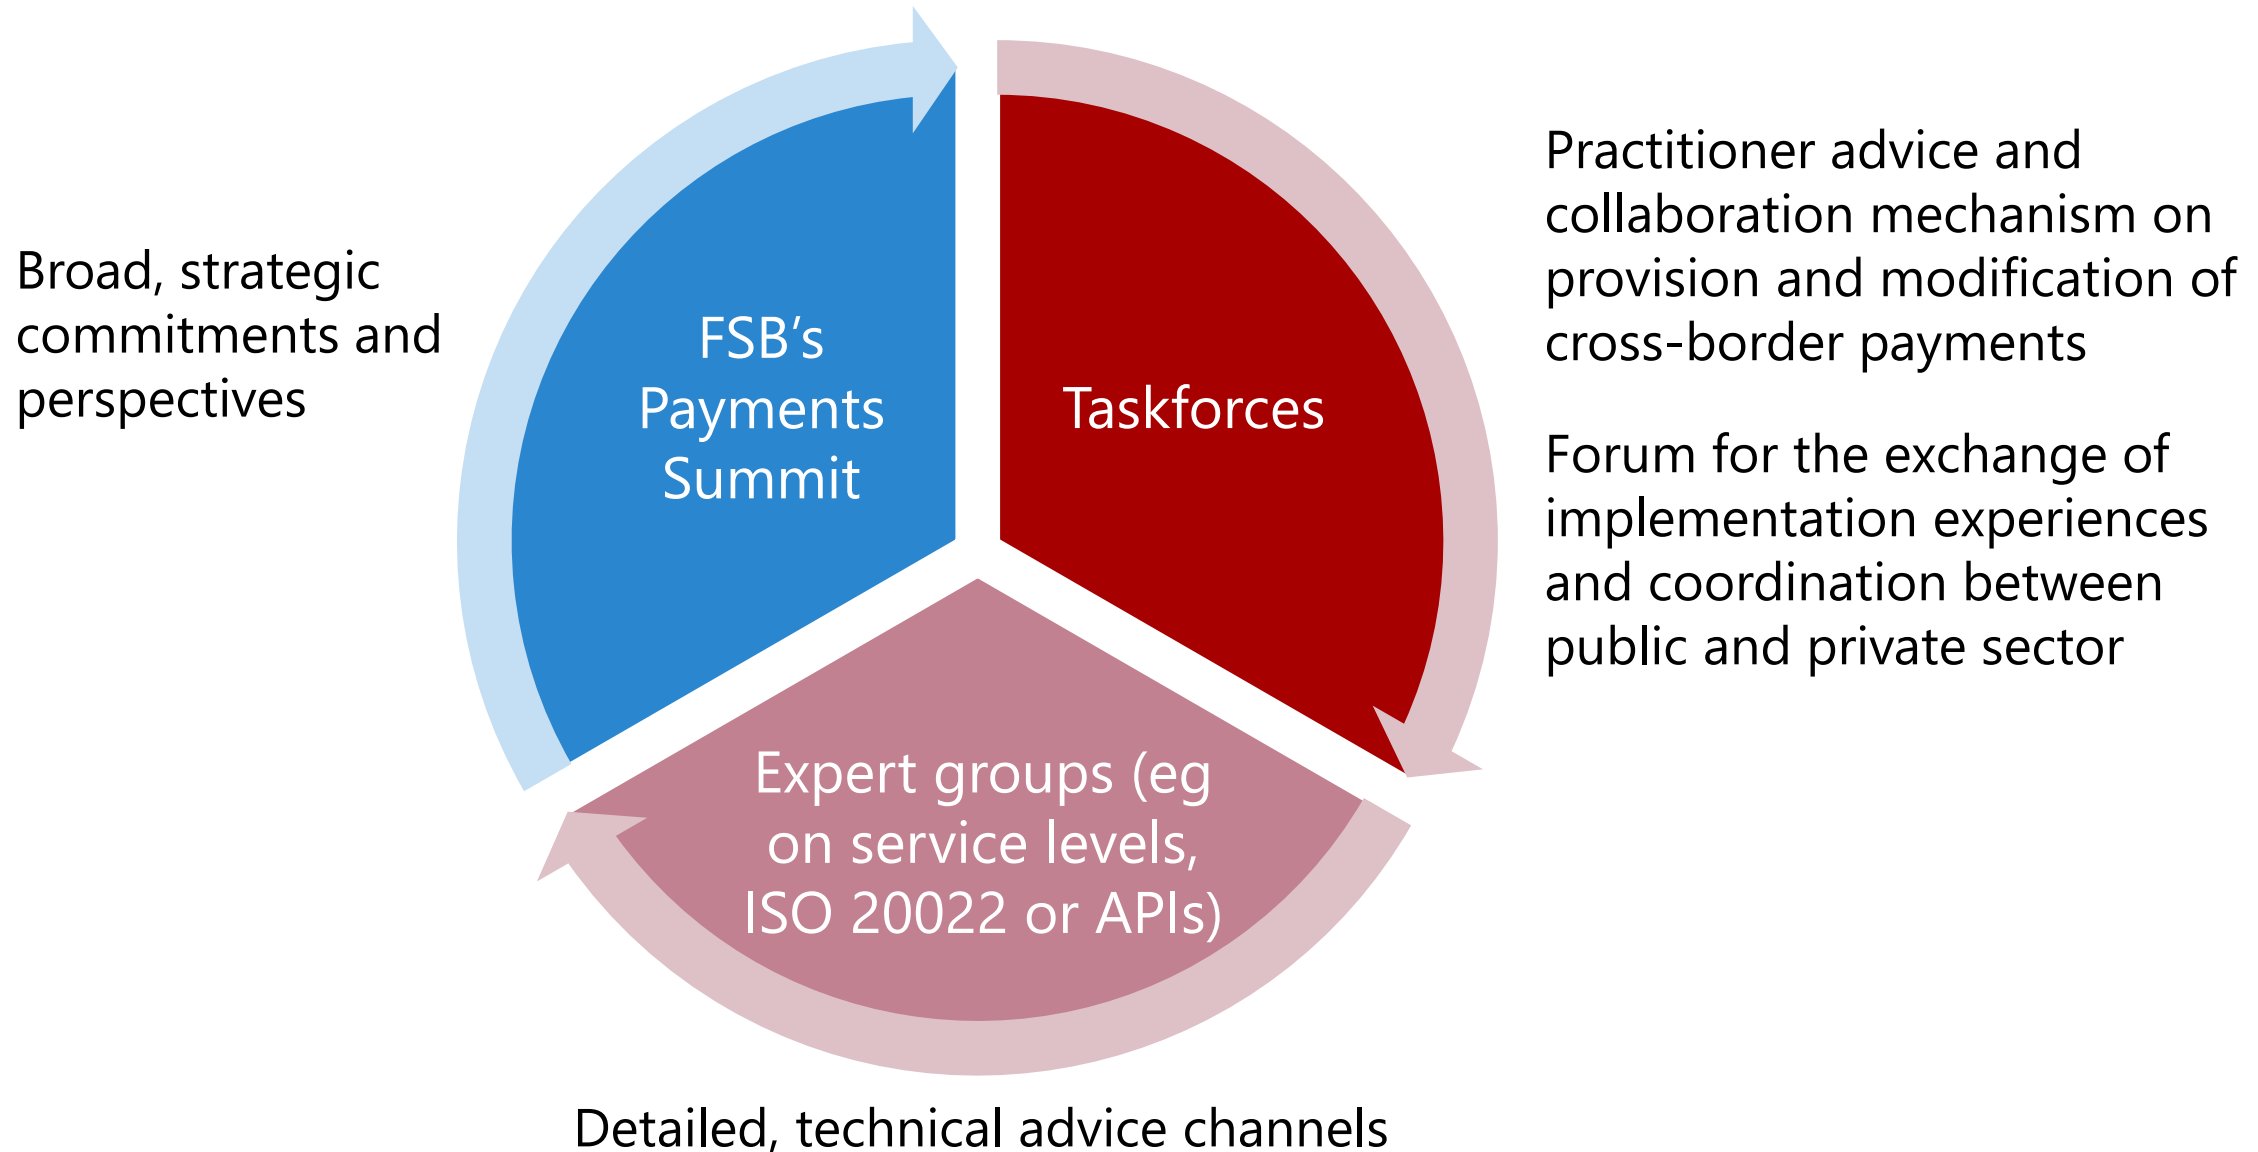 Broad, strategic
commitments and
perspectives
FSB’s
Payments
Summit
Taskforces
Practitioner advice and
collaboration mechanism on
provision and modification of
cross-border payments
Forum for the exchange of
implementation experiences
and coordination between
public and private sector
Expert groups (eg
on service levels,
ISO 20022 or APIs)
Detailed, technical advice channels